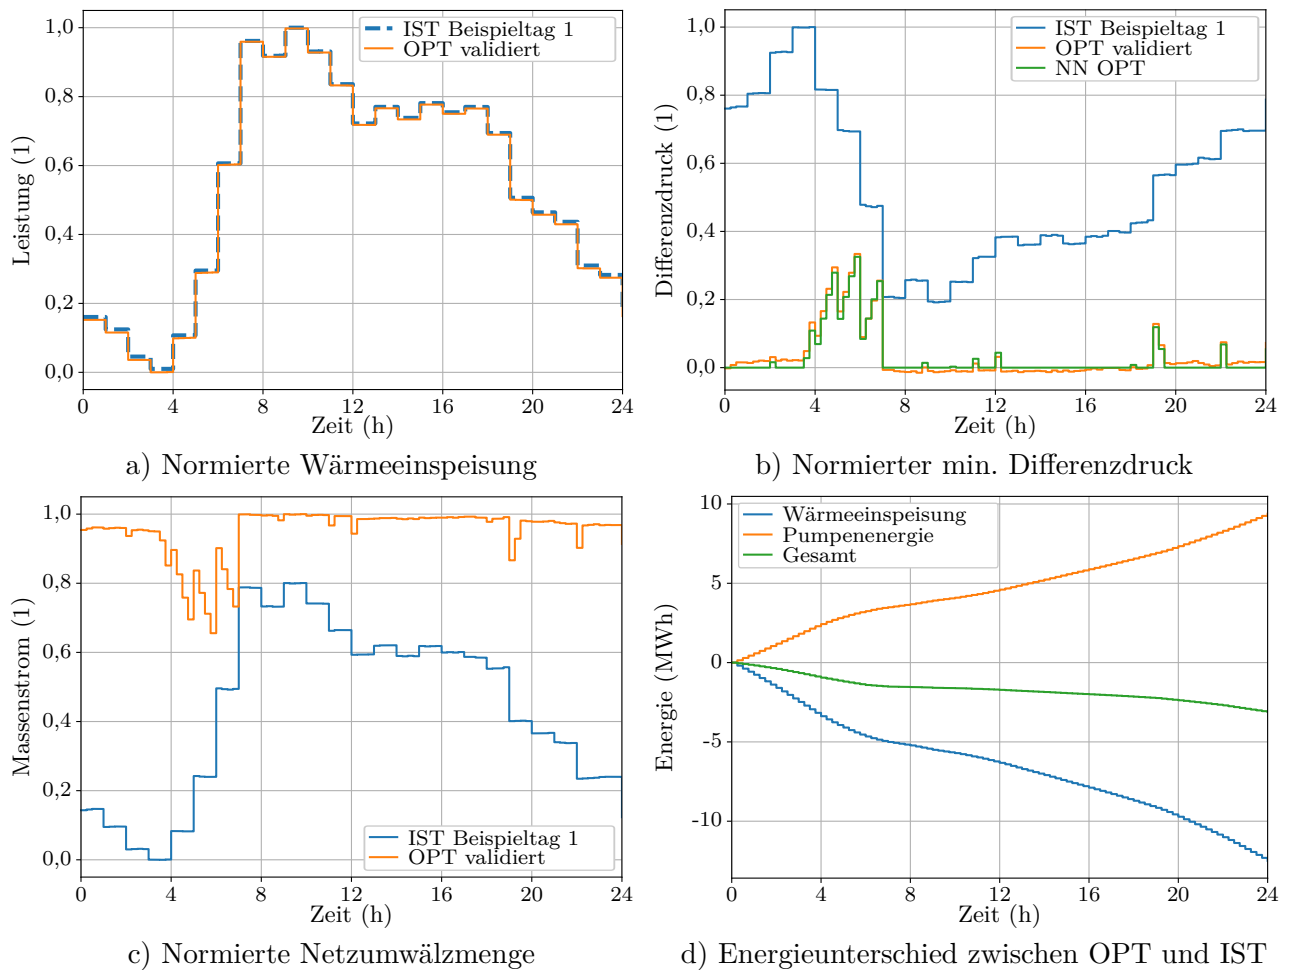 1,0
0,8
0,6
0,4
0,2
0,0
Leistung (1)
IST Beispieltag 1
OPT validiert
0 4 8 12 16 20 24
Zeit (h)
a) Normierte Wärmeeinspeisung
1,0
0,8
0,6
0,4
0,2
0,0
Differenzdruck (1)
IST Beispieltag 1
OPT validiert
NN OPT
0 4 8 12 16 20 24
Zeit (h)
b) Normierter min. Differenzdruck
1,0
0,8
0,6
0,4
0,2
0,0
Massenstrom (1)
IST Beispieltag 1
OPT validiert
0 4 8 12 16 20 24
Zeit (h)
c) Normierte Netzumwälzmenge
10
5
0
-5
-10
Energie (MWh)
Wärmeeinspeisung
Pumpenenergie
Gesamt
0 4 8 12 16 20 24
Zeit (h)
d) Energieunterschied zwischen OPT und IST